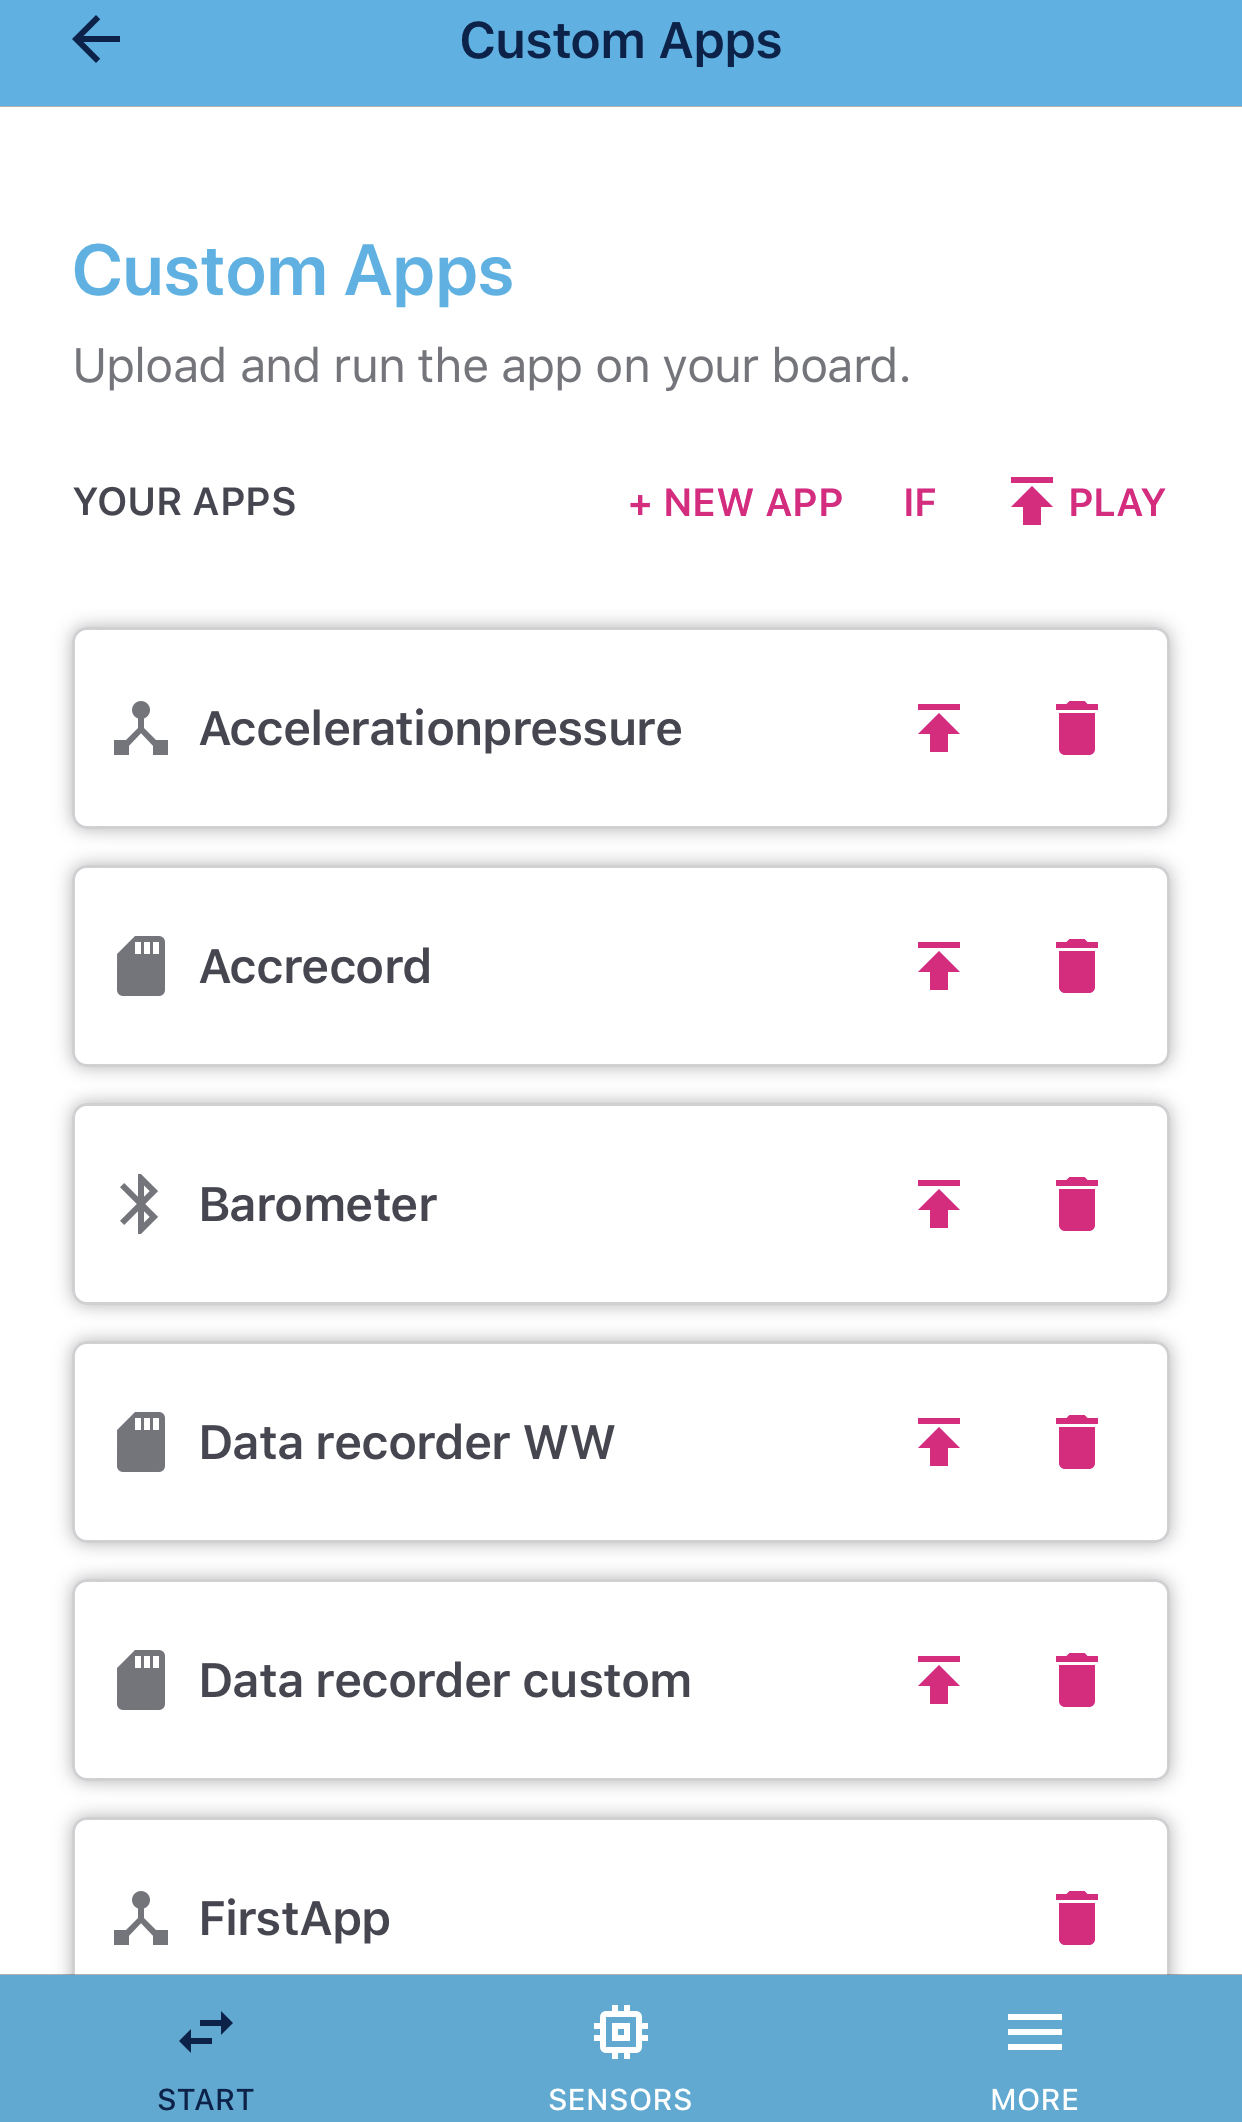 Custom Apps
Custom Apps
Upload and run the app on your board.
YOUR APPS + NEW APP IF PLAY
Accelerationpressure
Accrecord
Barometer
Data recorder WW
Data recorder custom
FirstApp
START SENSORS MORE